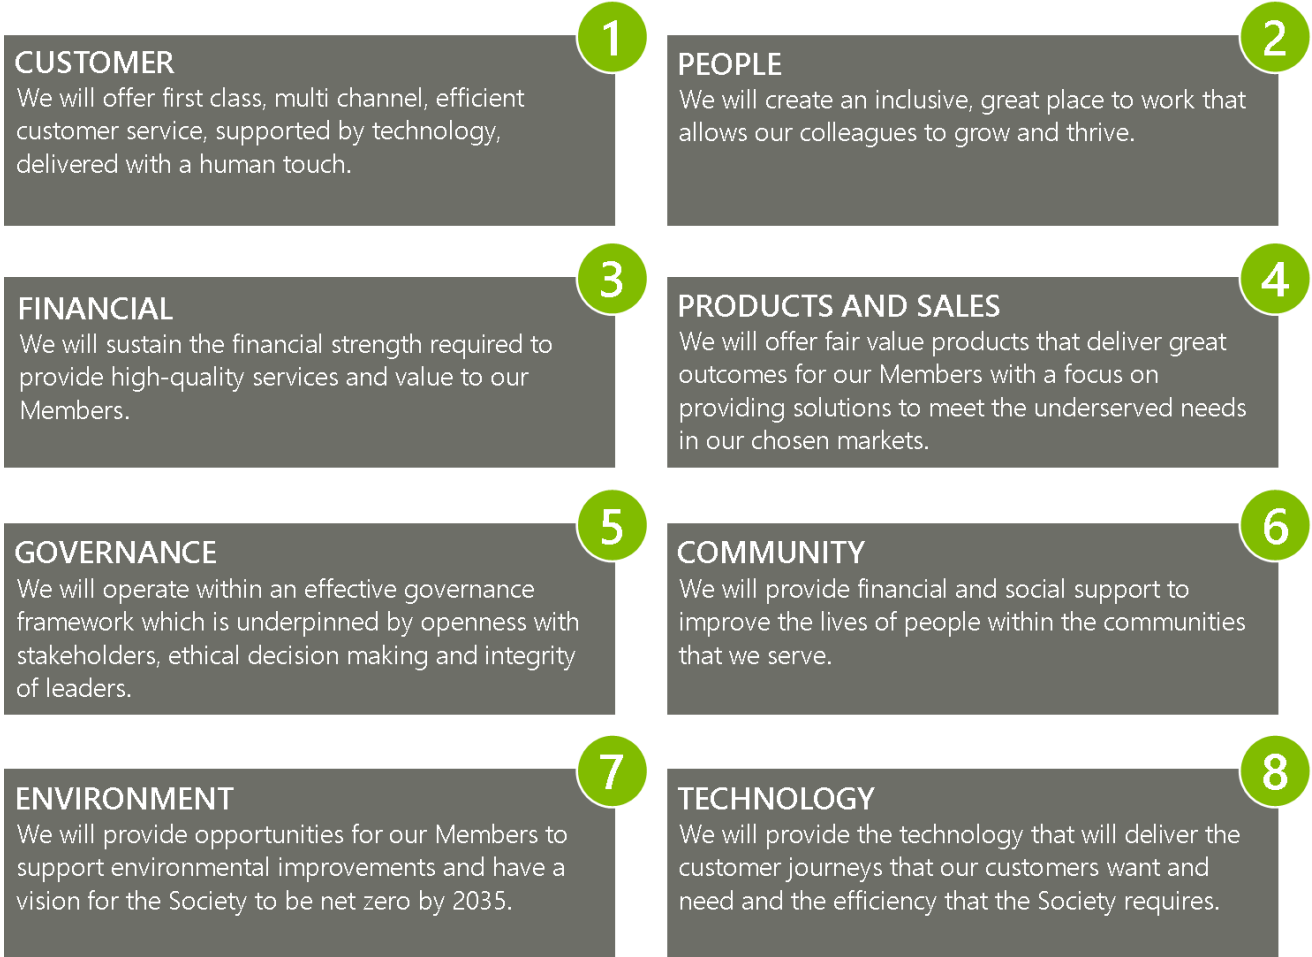 1
CUSTOMER
We will offer first class, multi channel, efficient
customer service, supported by technology,
delivered with a human touch.
2
PEOPLE
We will create an inclusive, great place to work that
allows our colleagues to grow and thrive.
3
FINANCIAL
We will sustain the financial strength required to
provide high-quality services and value to our
Members.
4
PRODUCTS AND SALES
We will offer fair value products that deliver great
outcomes for our Members with a focus on
providing solutions to meet the underserved needs
in our chosen markets.
5
GOVERNANCE
We will operate within an effective governance
framework which is underpinned by openness with
stakeholders, ethical decision making and integrity
of leaders.
6
COMMUNITY
We will provide financial and social support to
improve the lives of people within the communities
that we serve.
7
ENVIRONMENT
We will provide opportunities for our Members to
support environmental improvements and have a
vision for the Society to be net zero by 2035.
8
TECHNOLOGY
We will provide the technology that will deliver the
customer journeys that our customers want and
need and the efficiency that the Society requires.